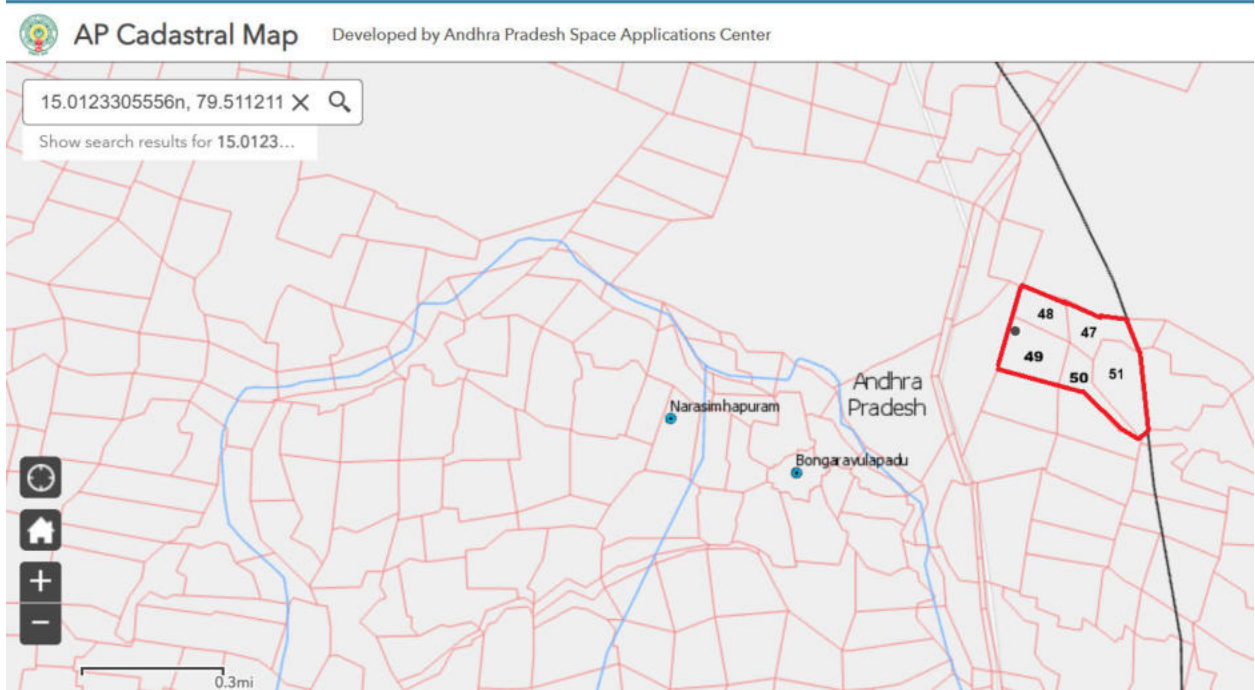 AP Cadastral Map
Developed by Andhra Pradesh Space Applications Center
15.0123305556n, 79.511211
Show search results for 15.0123...
48
47
49
50
51
Andhra
Pradesh
Narasimhapuram
Bongaravulapadu
+
−
0.3mi